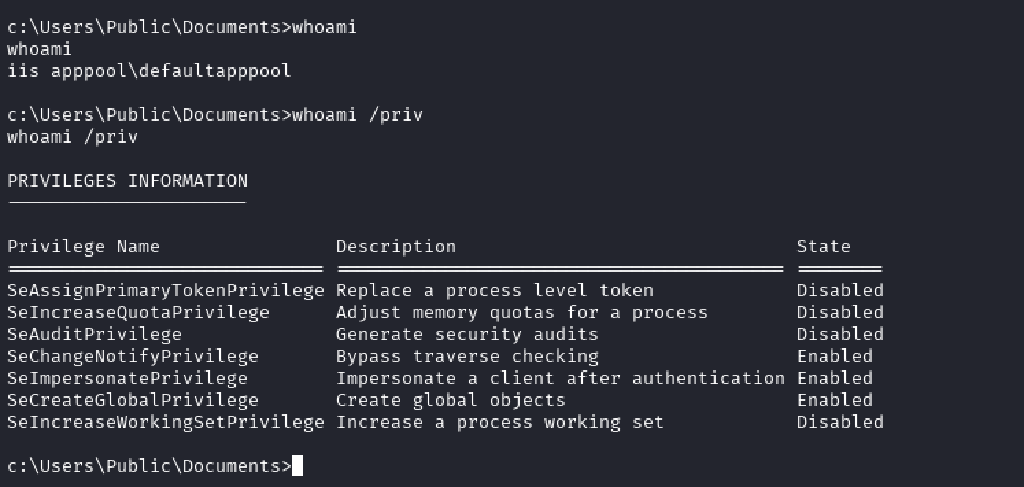 c:\Users\Public\Documents>whoami
whoami
iis apppool\defaultapppool
c:\Users\Public\Documents>whoami /priv
whoami /priv
PRIVILEGES INFORMATION
----------------------
Privilege Name                Description                               State
============================= ========================================= ========
SeAssignPrimaryTokenPrivilege Replace a process level token             Disabled
SeIncreaseQuotaPrivilege      Adjust memory quotas for a process        Disabled
SeAuditPrivilege              Generate security audits                  Disabled
SeChangeNotifyPrivilege       Bypass traverse checking                  Enabled
SeImpersonatePrivilege        Impersonate a client after authentication Enabled
SeCreateGlobalPrivilege       Create global objects                     Enabled
SeIncreaseWorkingSetPrivilege Increase a process working set            Disabled
c:\Users\Public\Documents>